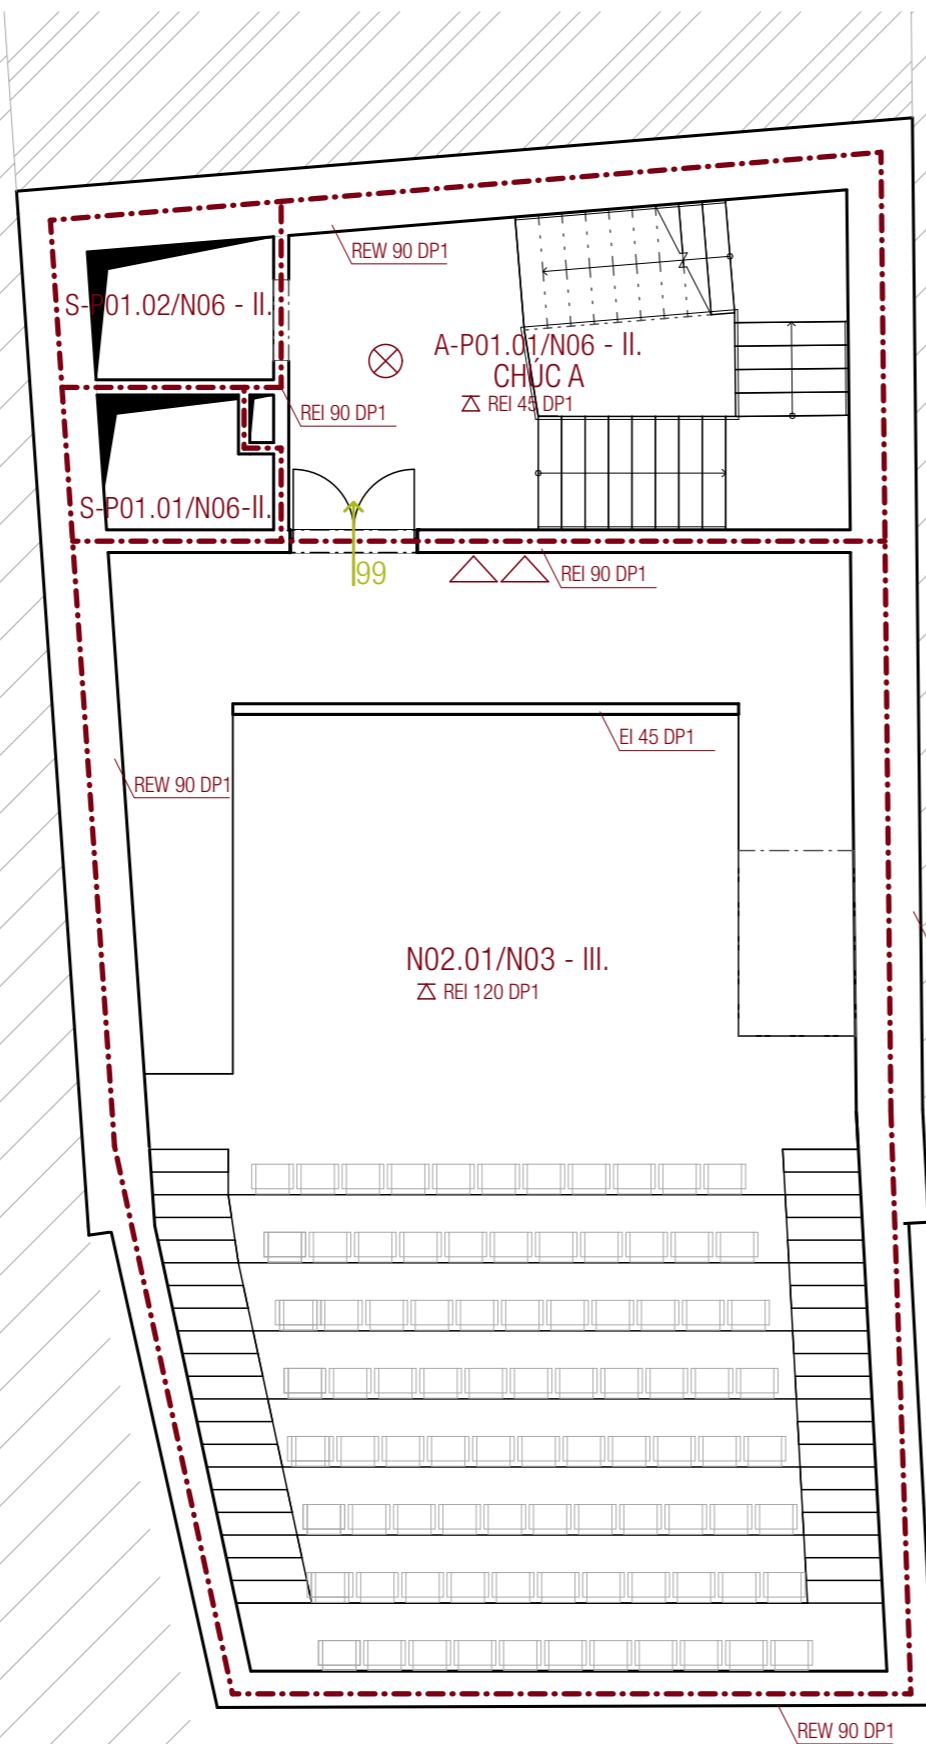 REW 90 DP1
S-P01.02/N06 - II.
A-P01.01/N06 - II.
CHÚC A
REI 45 DP1
REI 90 DP1
S-P01.01/N06-II.
99
REI 90 DP1
EI 45 DP1
REW 90 DP1
N02.01/N03 - III.
REI 120 DP1
REW 90 DP1